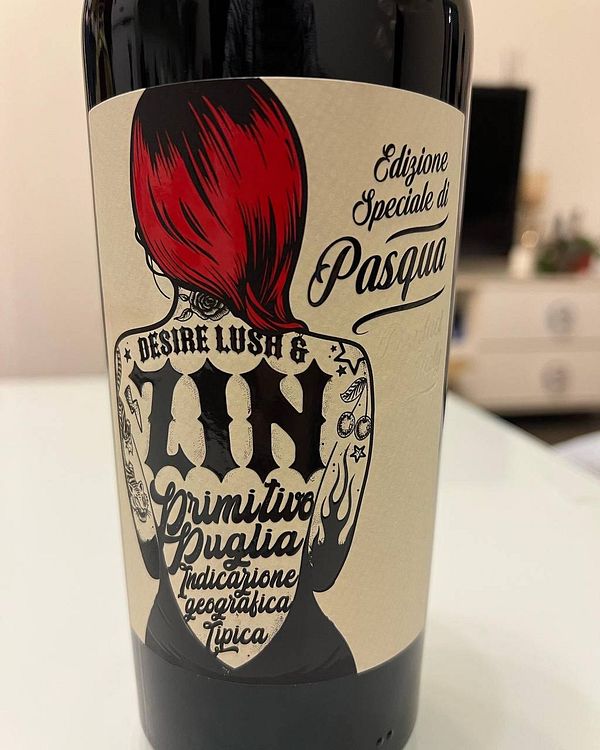 Edizione
Speciale di
Pasqua
DESIRE LUSH &
ZIN
Primitivo
Puglia
Indicazione
geografica
Tipica